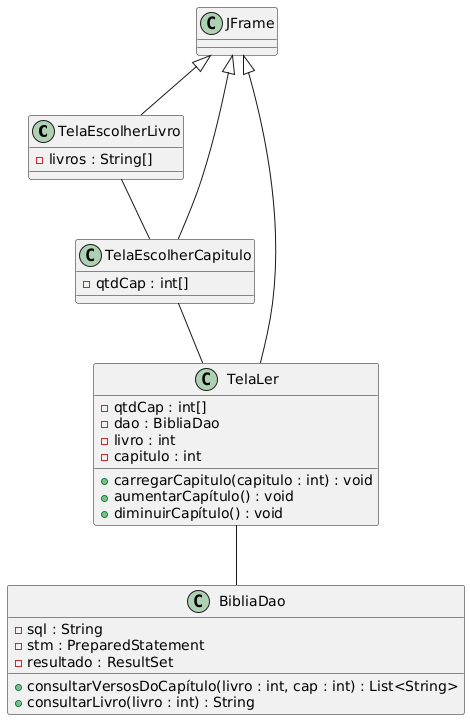 C JFrame
C TelaEscolherLivro
livros : String[]
C TelaEscolherCapitulo
qtdCap : int[]
C TelaLer
qtdCap : int[]
dao : BibliaDao
livro : int
capitulo : int
carregarCapitulo(capitulo : int) : void
aumentarCapítulo() : void
diminuirCapítulo() : void
C BibliaDao
sql : String
stm : PreparedStatement
resultado : ResultSet
consultarVersosDoCapítulo(livro : int, cap : int) : List<String>
consultarLivro(livro : int) : String